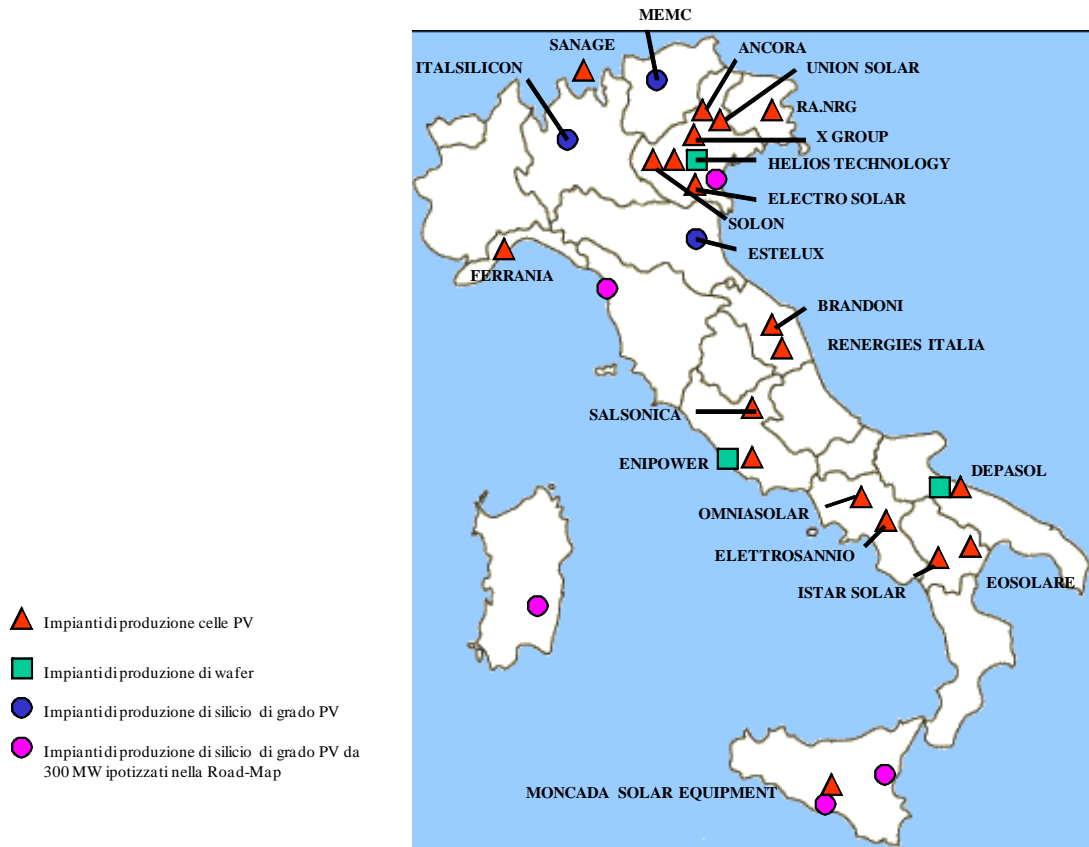 MEMC
SANAGE
ANCORA
ITALSILICON
UNION SOLAR
RA.NRG
X GROUP
HELIOS TECHNOLOGY
ELECTRO SOLAR
SOLON
ESTELUX
FERRANIA
BRANDONI
RENERGIES ITALIA
SALSONICA
ENIPOWER
DEPASOL
OMNIASOLAR
ELETTROSANNIO
ISTAR SOLAR
EOSOLARE
Impianti di produzione celle PV
Impianti di produzione di wafer
Impianti di produzione di silicio di grado PV
Impianti di produzione di silicio di grado PV da
300 MW ipotizzati nella Road-Map
MONCADA SOLAR EQUIPMENT